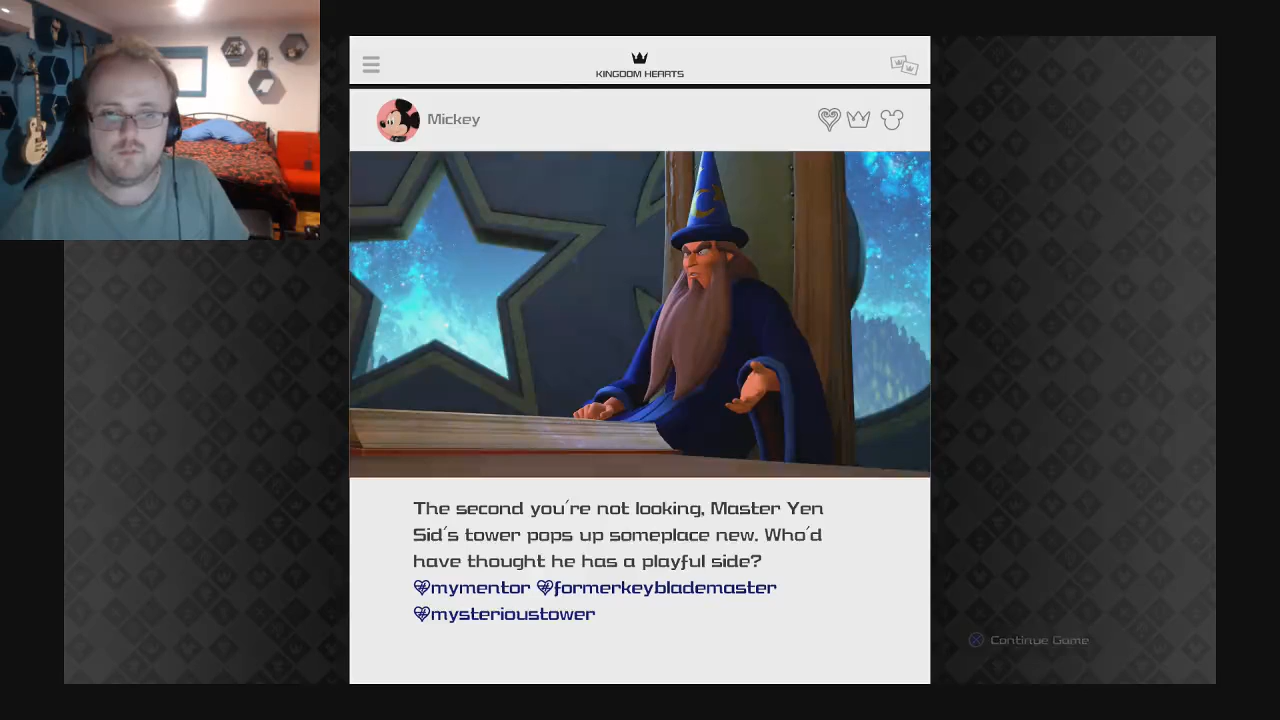 KINGDOM HEARTS
Mickey
The second you're not looking, Master Yen
Sid's tower pops up someplace new. Who'd
have thought he has a playful side?
mymentor formerkeyblademaster
mysterioustower
Continue Game